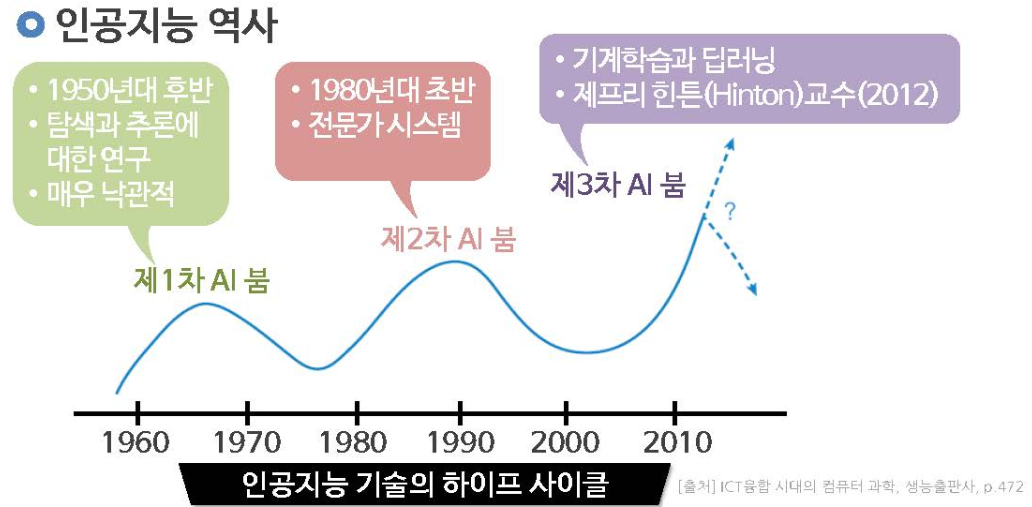 인공지능 역사
• 1950년대 후반
• 탐색과 추론에
대한 연구
• 매우 낙관적
제1차 AI 붐
• 1980년대 초반
• 전문가 시스템
제2차 AI 붐
• 기계학습과 딥러닝
• 제프리 힌튼(Hinton)교수(2012)
제3차 AI 붐
?
1960 1970 1980 1990 2000 2010
인공지능 기술의 하이프 사이클
[출처] ICT융합 시대의 컴퓨터 과학, 생능출판사, p.472